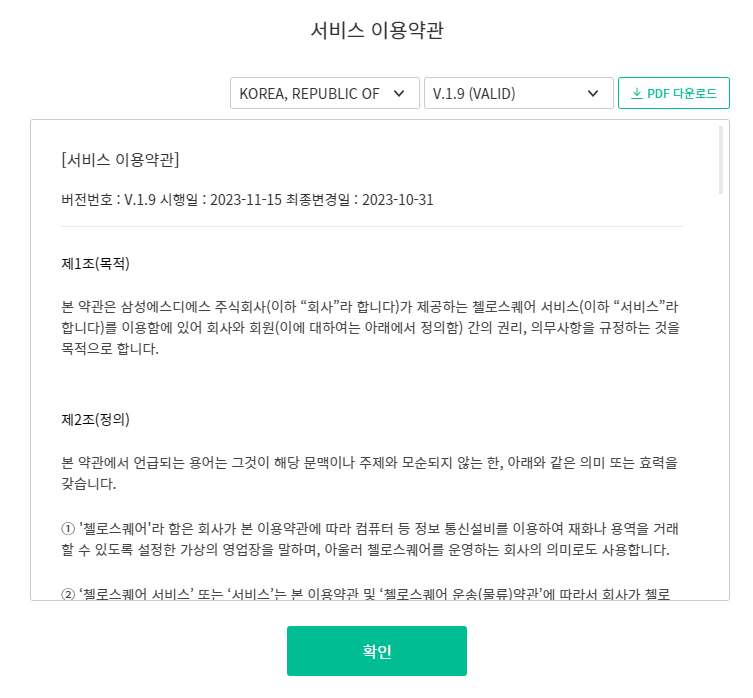 서비스 이용약관
KOREA, REPUBLIC OF
V.1.9 (VALID)
PDF 다운로드
[서비스 이용약관]
버전번호 : V.1.9 시행일 : 2023-11-15 최종변경일 : 2023-10-31
제1조(목적)
본 약관은 삼성에스디에스 주식회사(이하 “회사”라 합니다)가 제공하는 첼로스퀘어 서비스(이하 “서비스”라
합니다)를 이용함에 있어 회사와 회원(이에 대하여는 아래에서 정의함) 간의 권리, 의무사항을 규정하는 것을
목적으로 합니다.
제2조(정의)
본 약관에서 언급되는 용어는 그것이 해당 문맥이나 주제와 모순되지 않는 한, 아래와 같은 의미 또는 효력을
갖습니다.
① '첼로스퀘어'라 함은 회사가 본 이용약관에 따라 컴퓨터 등 정보 통신설비를 이용하여 재화나 용역을 거래
할 수 있도록 설정한 가상의 영업장을 말하며, 아울러 첼로스퀘어를 운영하는 회사의 의미로도 사용합니다.
② ‘첼로스퀘어 서비스’ 또는 ‘서비스’는 본 이용약관 및 ‘첼로스퀘어 운송(물류)약관’에 따라서 회사가 첼로
확인